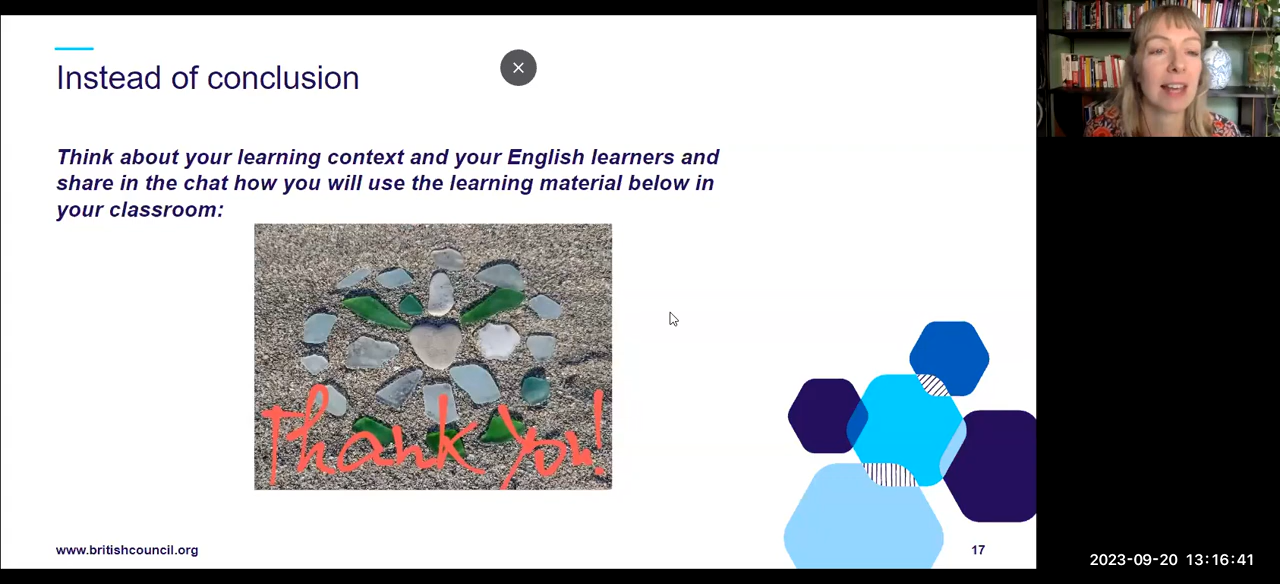 Instead of conclusion
Think about your learning context and your English learners and
share in the chat how you will use the learning material below in
your classroom:
Thank you!
www.britishcouncil.org
17
2023-09-20 13:16:41